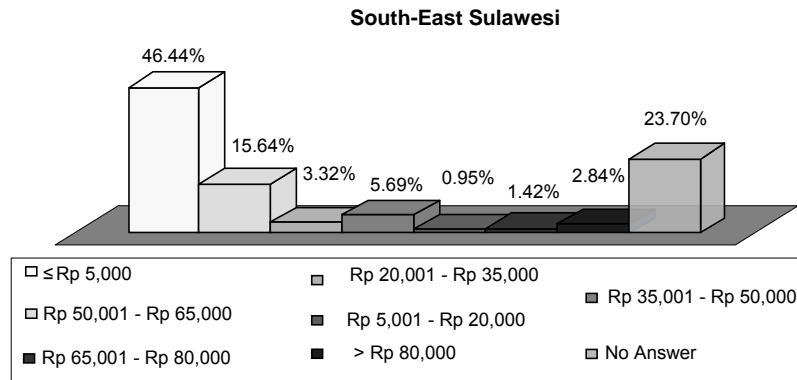 South-East Sulawesi
46.44%
15.64%
3.32%
5.69%
0.95%
1.42%
2.84%
23.70%
≤ Rp 5,000
Rp 20,001 - Rp 35,000
Rp 35,001 - Rp 50,000
Rp 50,001 - Rp 65,000
Rp 5,001 - Rp 20,000
Rp 65,001 - Rp 80,000
> Rp 80,000
No Answer